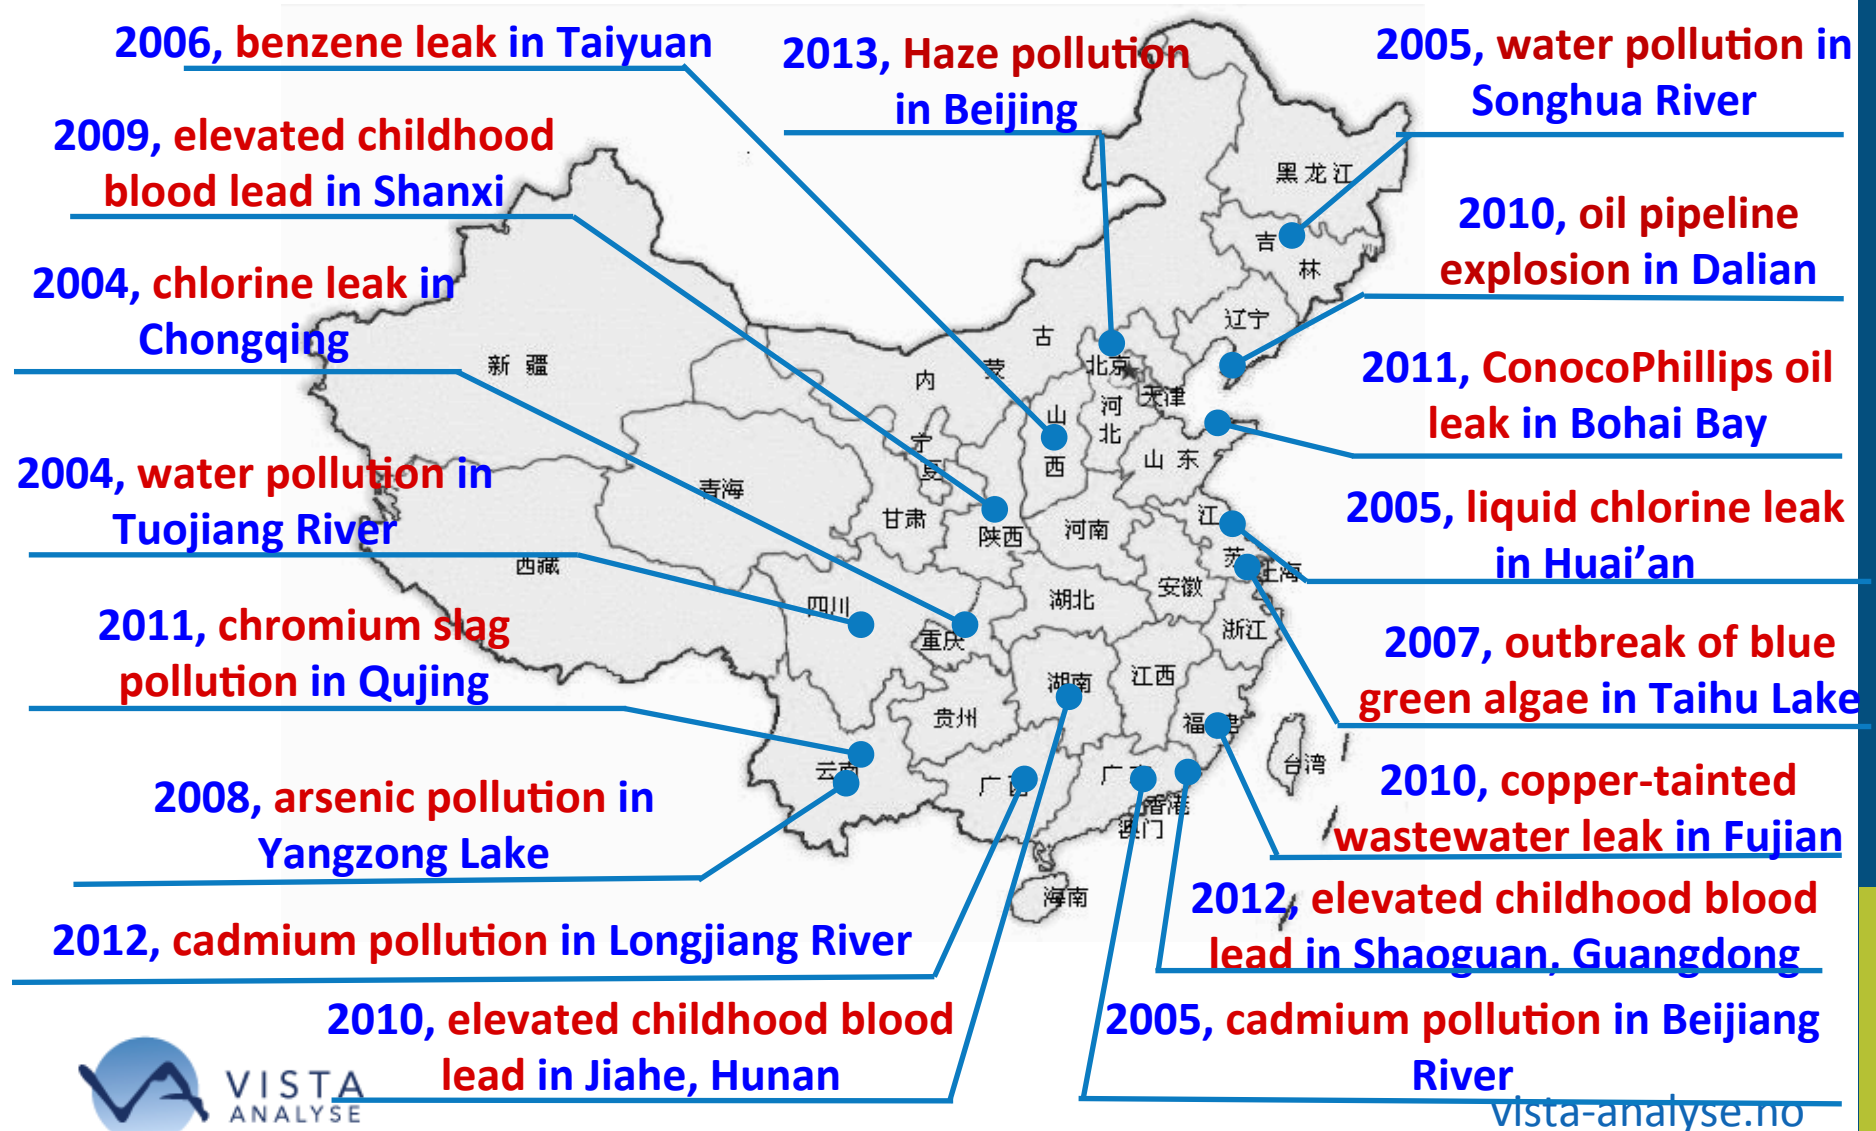 2006, benzene leak in Taiyuan
2013, Haze pollution
in Beijing
2005, water pollution in
Songhua River
2009, elevated childhood
blood lead in Shanxi
2010, oil pipeline
explosion in Dalian
2004, chlorine leak in
Chongqing
2011, ConocoPhillips oil
leak in Bohai Bay
2004, water pollution in
Tuojiang River
2005, liquid chlorine leak
in Huai’an
2011, chromium slag
pollution in Qujing
2007, outbreak of blue
green algae in Taihu Lake
2008, arsenic pollution in
Yangzong Lake
2010, copper-tainted
wastewater leak in Fujian
2012, cadmium pollution in Longjiang River
2012, elevated childhood blood
lead in Shaoguan, Guangdong
2010, elevated childhood blood
lead in Jiahe, Hunan
2005, cadmium pollution in Beijiang
River
黑龙江
吉
林
辽宁
内
蒙
古
北京
天津
河
北
山
西
山东
新疆
宁
夏
青海
甘肃
陕西
河南
江
苏
上海
安徽
西藏
四川
重庆
湖北
浙江
湖南
江西
贵州
福
云南
广西
广
香港
澳门
台湾
海南
VISTA
ANALYSE
vista-analyse.no